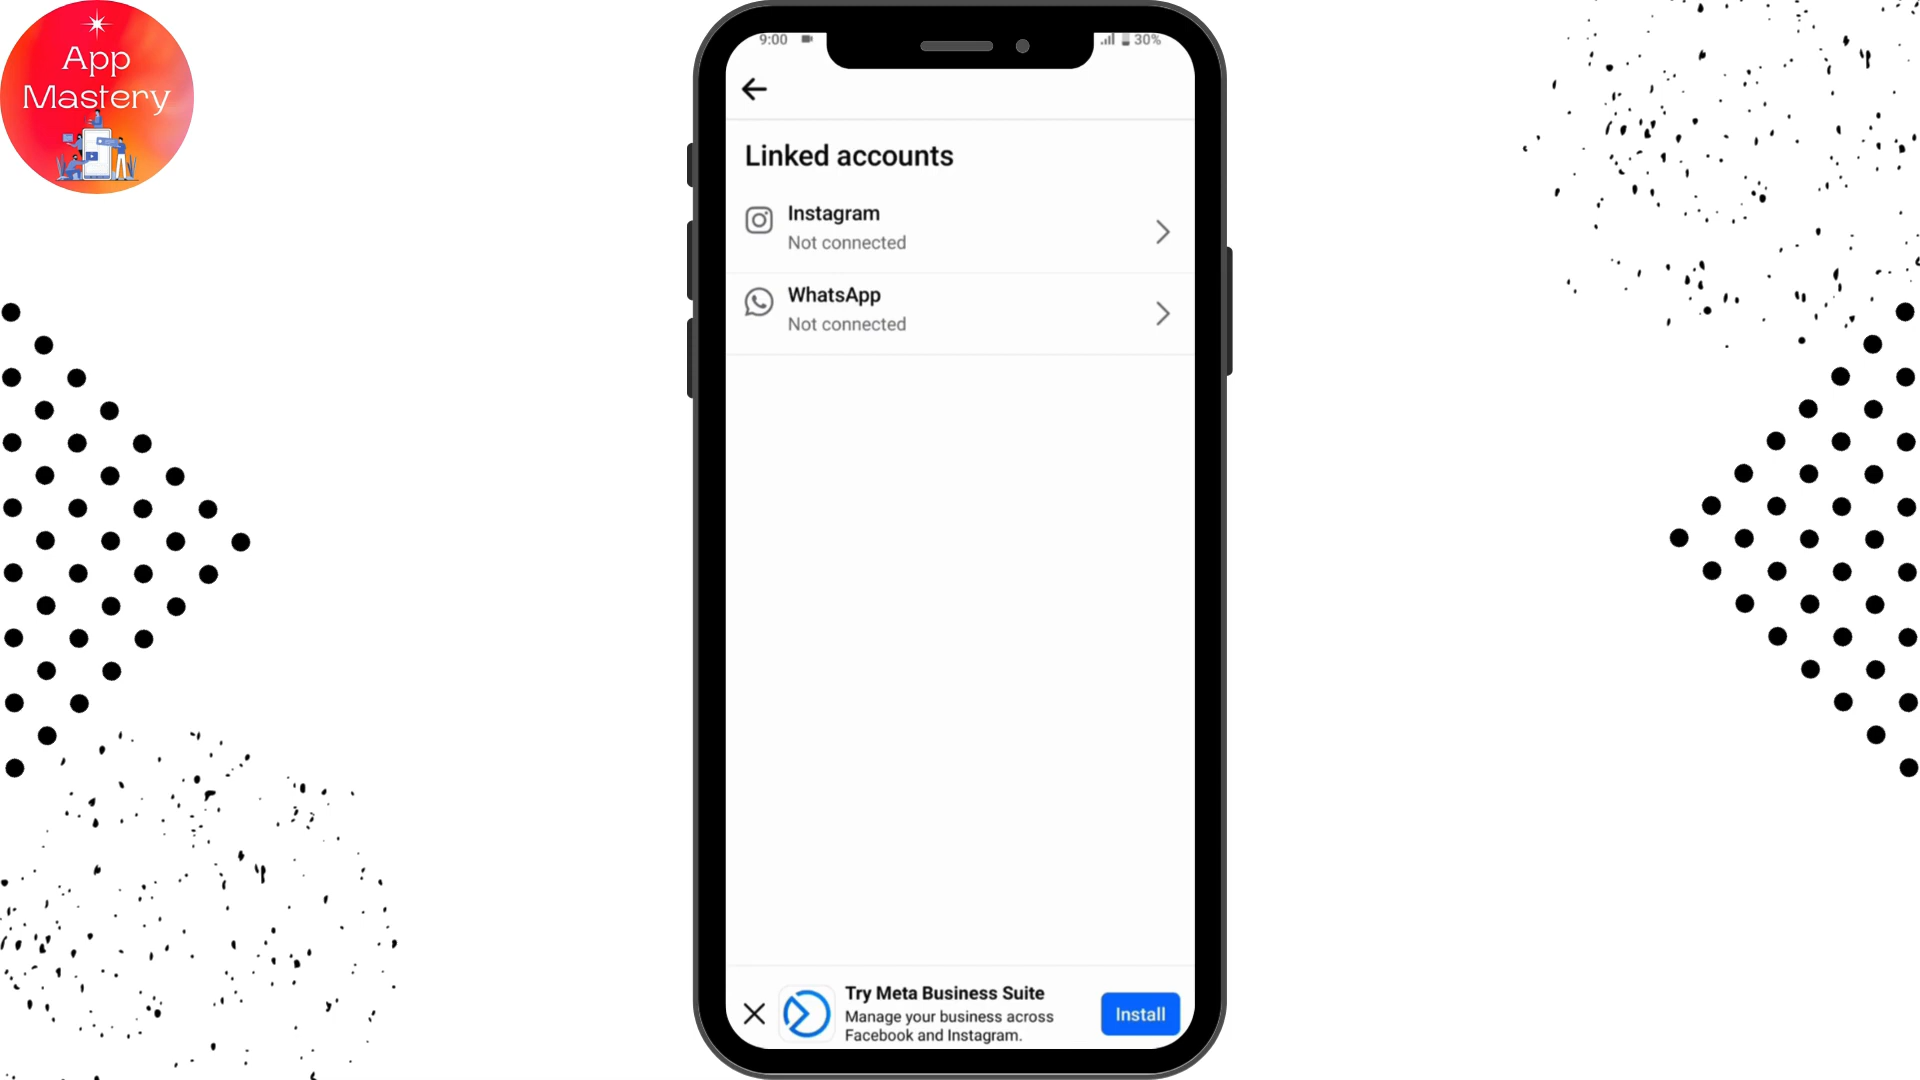 App
Mastery
9:00
30%
Linked accounts
Instagram
Not connected
WhatsApp
Not connected
Try Meta Business Suite
Manage your business across
Facebook and Instagram.
Install